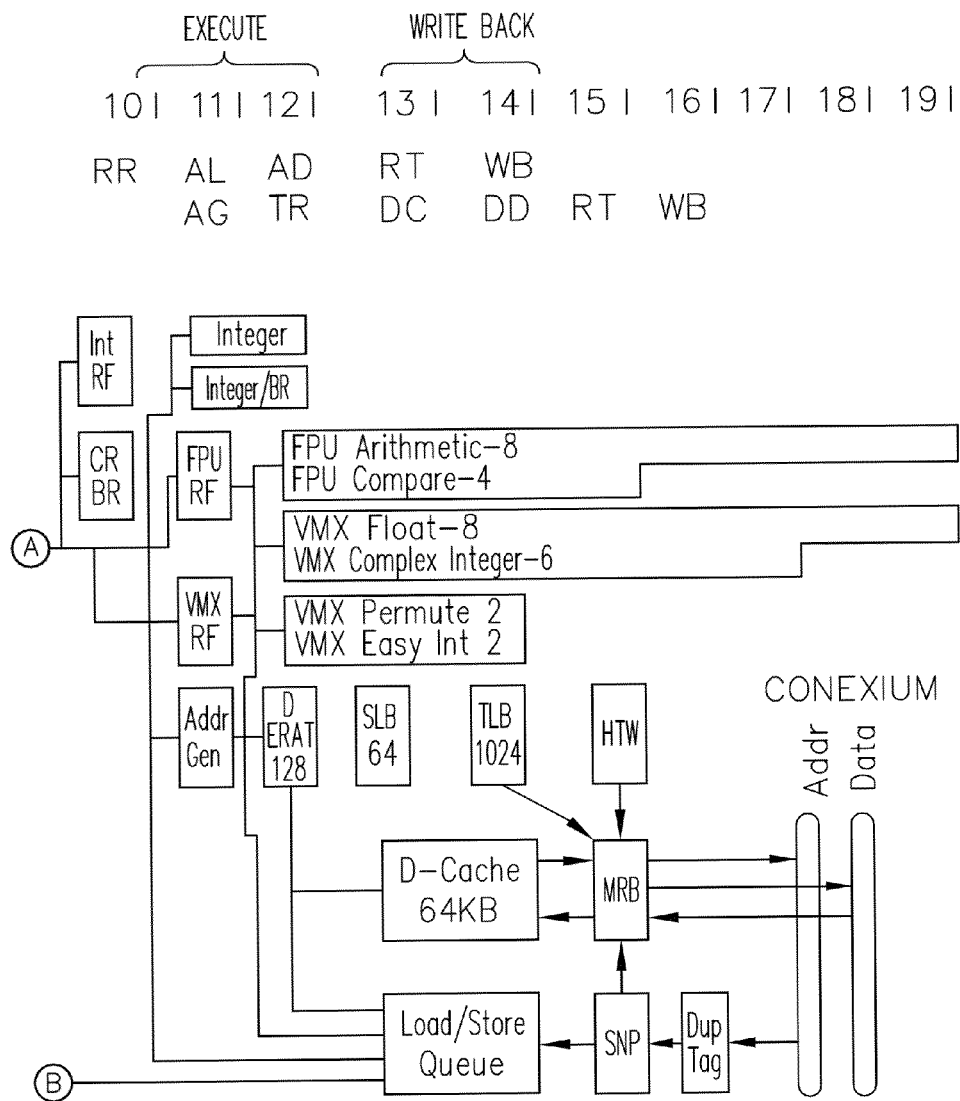 EXECUTE WRITE BACK
10| 11| 12| 13| 14| 15| 16| 17| 18| 19|
RR AL AD RT WB
AG TR DC DD RT WB
Int
RF
Integer
Integer/BR
CR
BR
FPU
RF
FPU Arithmetic-8
FPU Compare-4
A
VMX Float-8
VMX Complex Integer-6
VMX
RF
VMX Permute 2
VMX Easy Int 2
Addr
Gen
D
ERAT
128
SLB
64
TLB
1024
HTW
CONEXIUM
Addr
Data
D-Cache
64KB
MRB
Load/Store
Queue
SNP
Dup
Tag
B